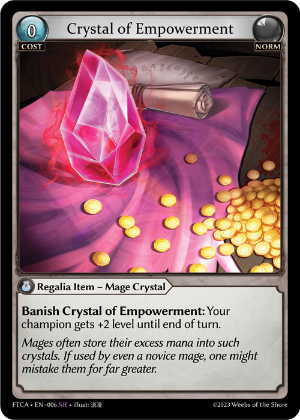 Crystal of Empowerment
0
COST
NORM
Regalia Item – Mage Crystal
Banish Crystal of Empowerment: Your
champion gets +2 level until end of turn.
Mages often store their excess mana into such
crystals. If used by even a novice mage, one might
mistake them for far greater.
FTCA • EN-006 SR • illust:
©2023 Weebs of the Shore